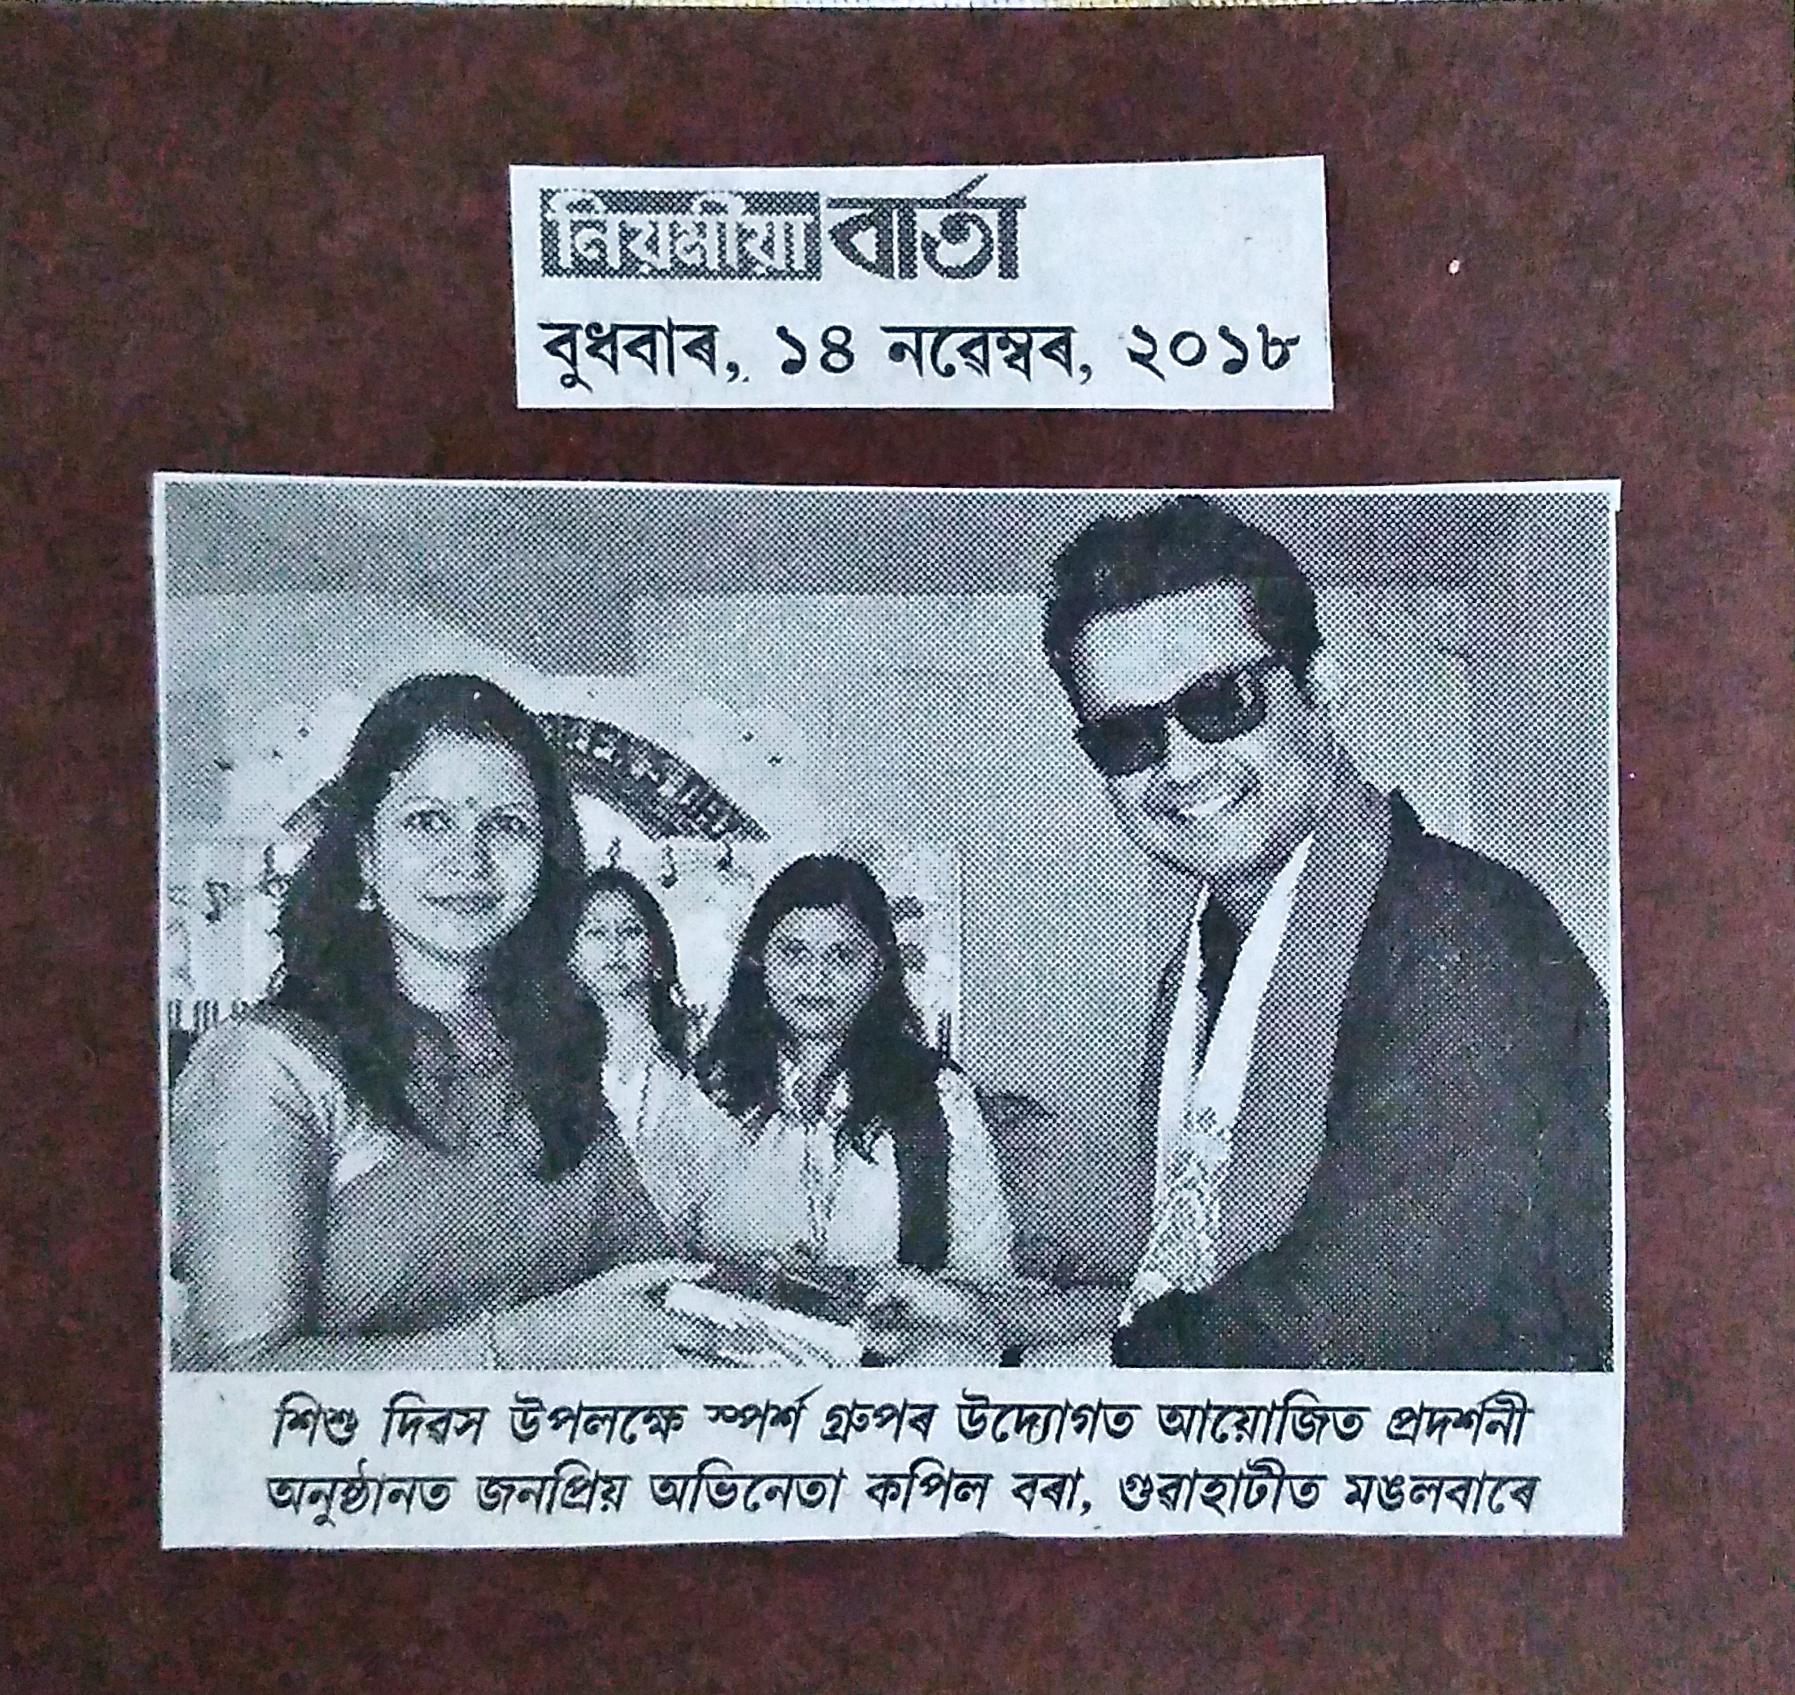 নিয়মীয়া বাৰ্তা
বুধবাৰ, ১৪ নৱেম্বৰ, ২০১৮
শিশু দিৱস উপলক্ষে স্পৰ্শ গ্ৰুপৰ উদ্যোগত আয়োজিত প্ৰদৰ্শনী
অনুষ্ঠানত জনপ্ৰিয় অভিনেতা কপিল বৰা, গুৱাহাটীত মঙলবাৰে